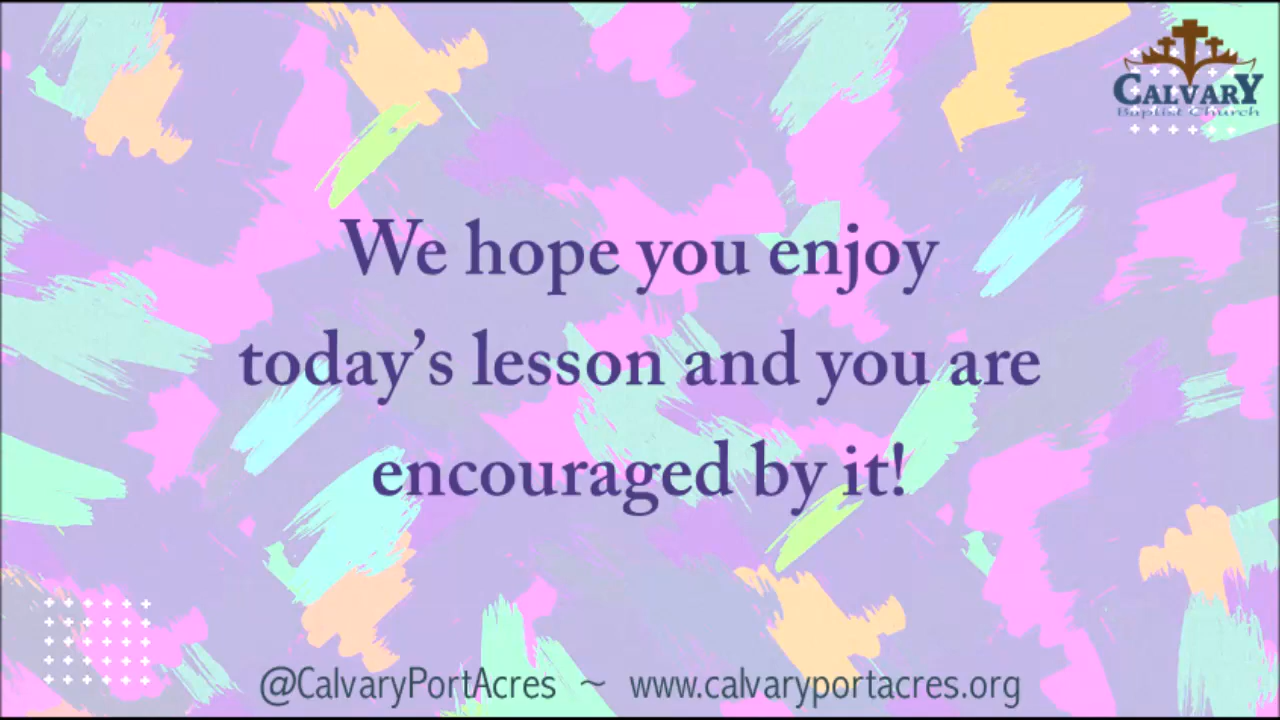 CALVARY
Baptist Church
We hope you enjoy
today’s lesson and you are
encouraged by it!
@CalvaryPortAcres ~ www.calvaryportacres.org